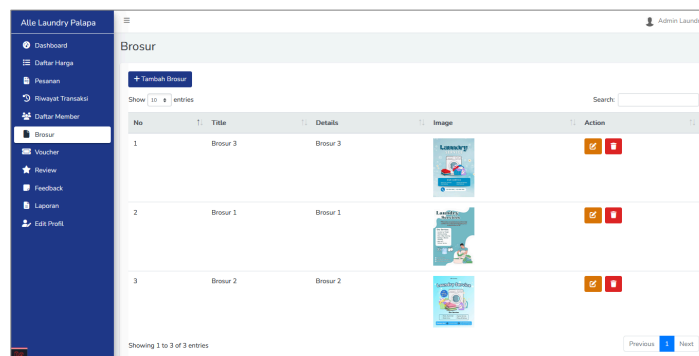 Alle Laundry Palapa
Admin Laundr
Dashboard
Daftar Harga
Pesanan
Riwayat Transaksi
Daftar Member
Brosur
Voucher
Review
Feedback
Laporan
Edit Profil
Brosur
+ Tambah Brosur
Show 10 entries
Search:
No Title Details Image Action
1 Brosur 3 Brosur 3
Laundry
2 Brosur 1 Brosur 1
Laundry
3 Brosur 2 Brosur 2
Laundry Service
Showing 1 to 3 of 3 entries
Previous 1 Next